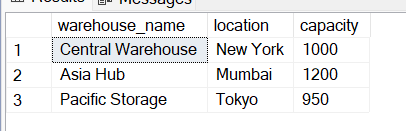 Results Messages
warehouse_name location capacity
1 Central Warehouse New York 1000
2 Asia Hub Mumbai 1200
3 Pacific Storage Tokyo 950